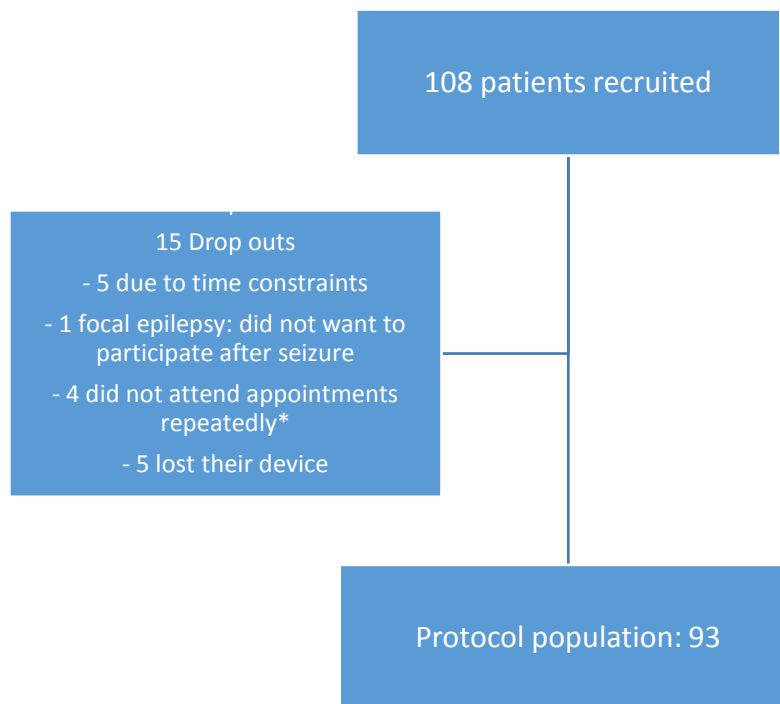 108 patients recruited
15 Drop outs
- 5 due to time constraints
- 1 focal epilepsy: did not want to
participate after seizure
- 4 did not attend appointments
repeatedly*
- 5 lost their device
Protocol population: 93